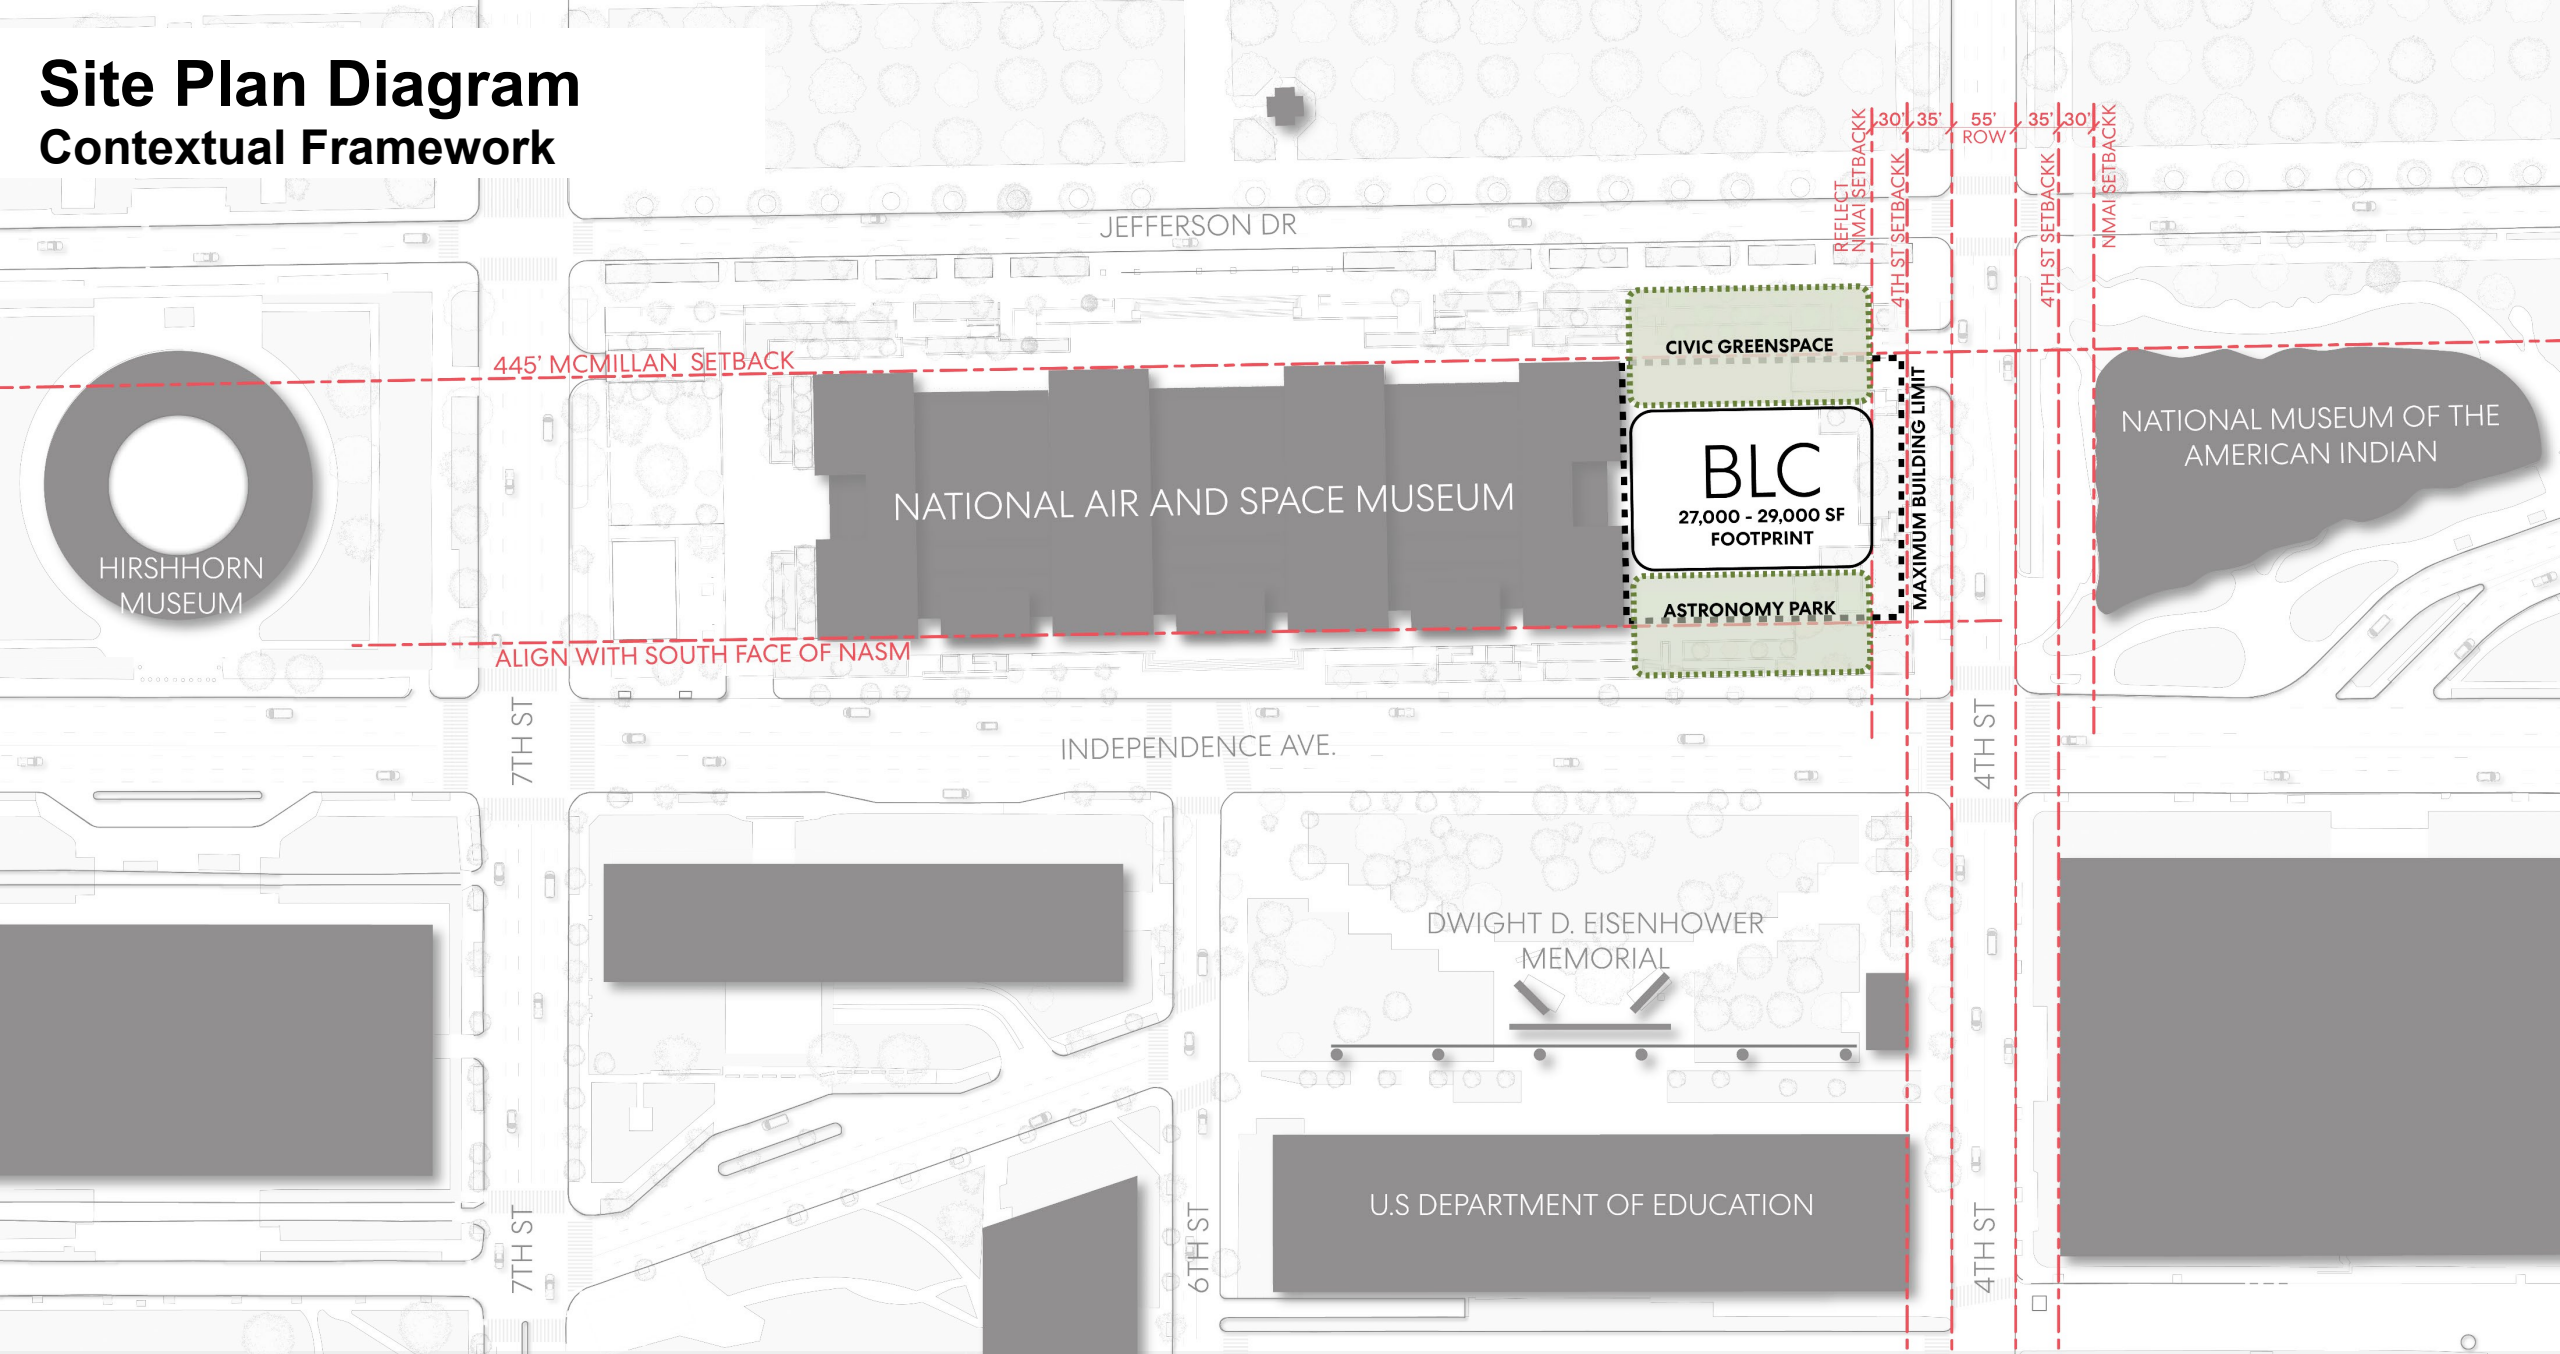 Site Plan Diagram
Contextual Framework
30' 35' 55' 35' 30'
ROW
REFLECT
NMAI SETBACKK
4TH ST SETBACKK
4TH ST SETBACKK
NMAI SETBACKK
JEFFERSON DR
445' MCMILLAN SETBACK
CIVIC GREENSPACE
MAXIMUM BUILDING LIMIT
NATIONAL MUSEUM OF THE
AMERICAN INDIAN
BLC
27,000 - 29,000 SF
FOOTPRINT
NATIONAL AIR AND SPACE MUSEUM
HIRSHHORN
MUSEUM
ASTRONOMY PARK
ALIGN WITH SOUTH FACE OF NASM
7TH ST
INDEPENDENCE AVE.
4TH ST
DWIGHT D. EISENHOWER
MEMORIAL
U.S DEPARTMENT OF EDUCATION
7TH ST
6TH ST
4TH ST